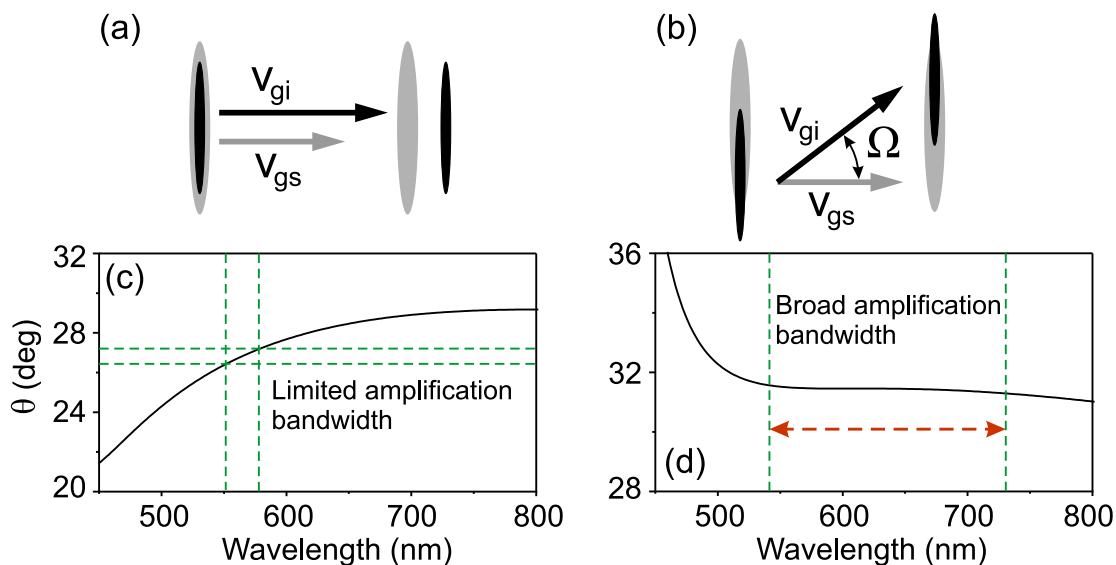 (a)
v_gi
v_gs
(b)
v_gi
Ω
v_gs
32
28
24
20
θ (deg)
(c)
Limited amplification
bandwidth
500 600 700 800
Wavelength (nm)
36
32
28
Broad amplification
bandwidth
(d)
500 600 700 800
Wavelength (nm)